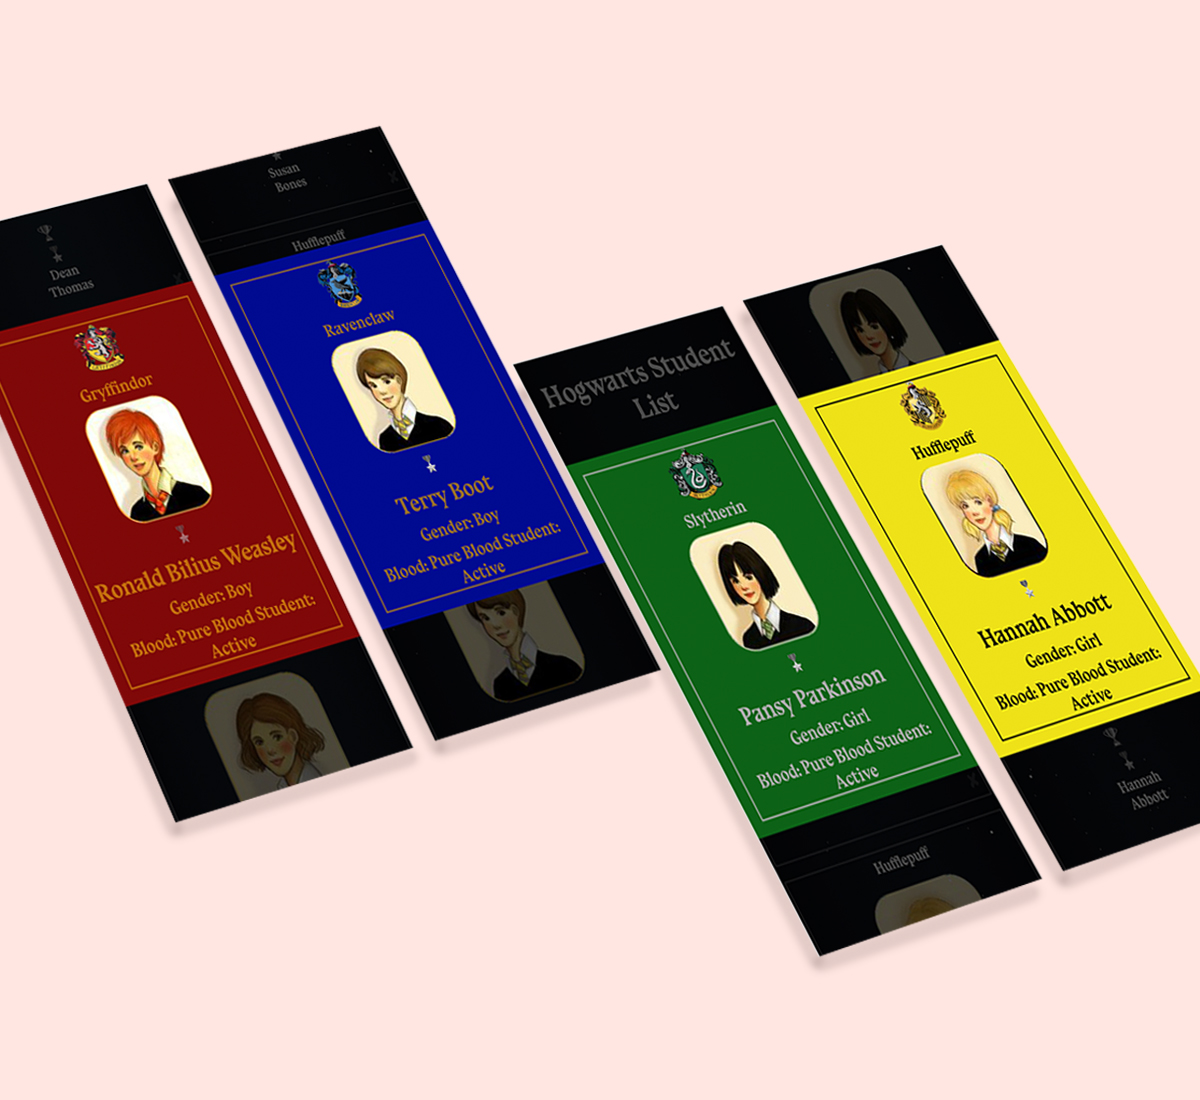 Dean
Thomas
Gryffindor
Ronald Bilius Weasley
Gender: Boy
Blood: Pure Blood Student:
Active
Susan
Bones
Hufflepuff
Ravenclaw
Terry Boot
Gender: Boy
Blood: Pure Blood Student:
Active
Hogwarts Student
List
Slytherin
Pansy Parkinson
Gender: Girl
Blood: Pure Blood Student:
Active
Hufflepuff
Hufflepuff
Hannah Abbott
Gender: Girl
Blood: Pure Blood Student:
Active
Hannah
Abbott